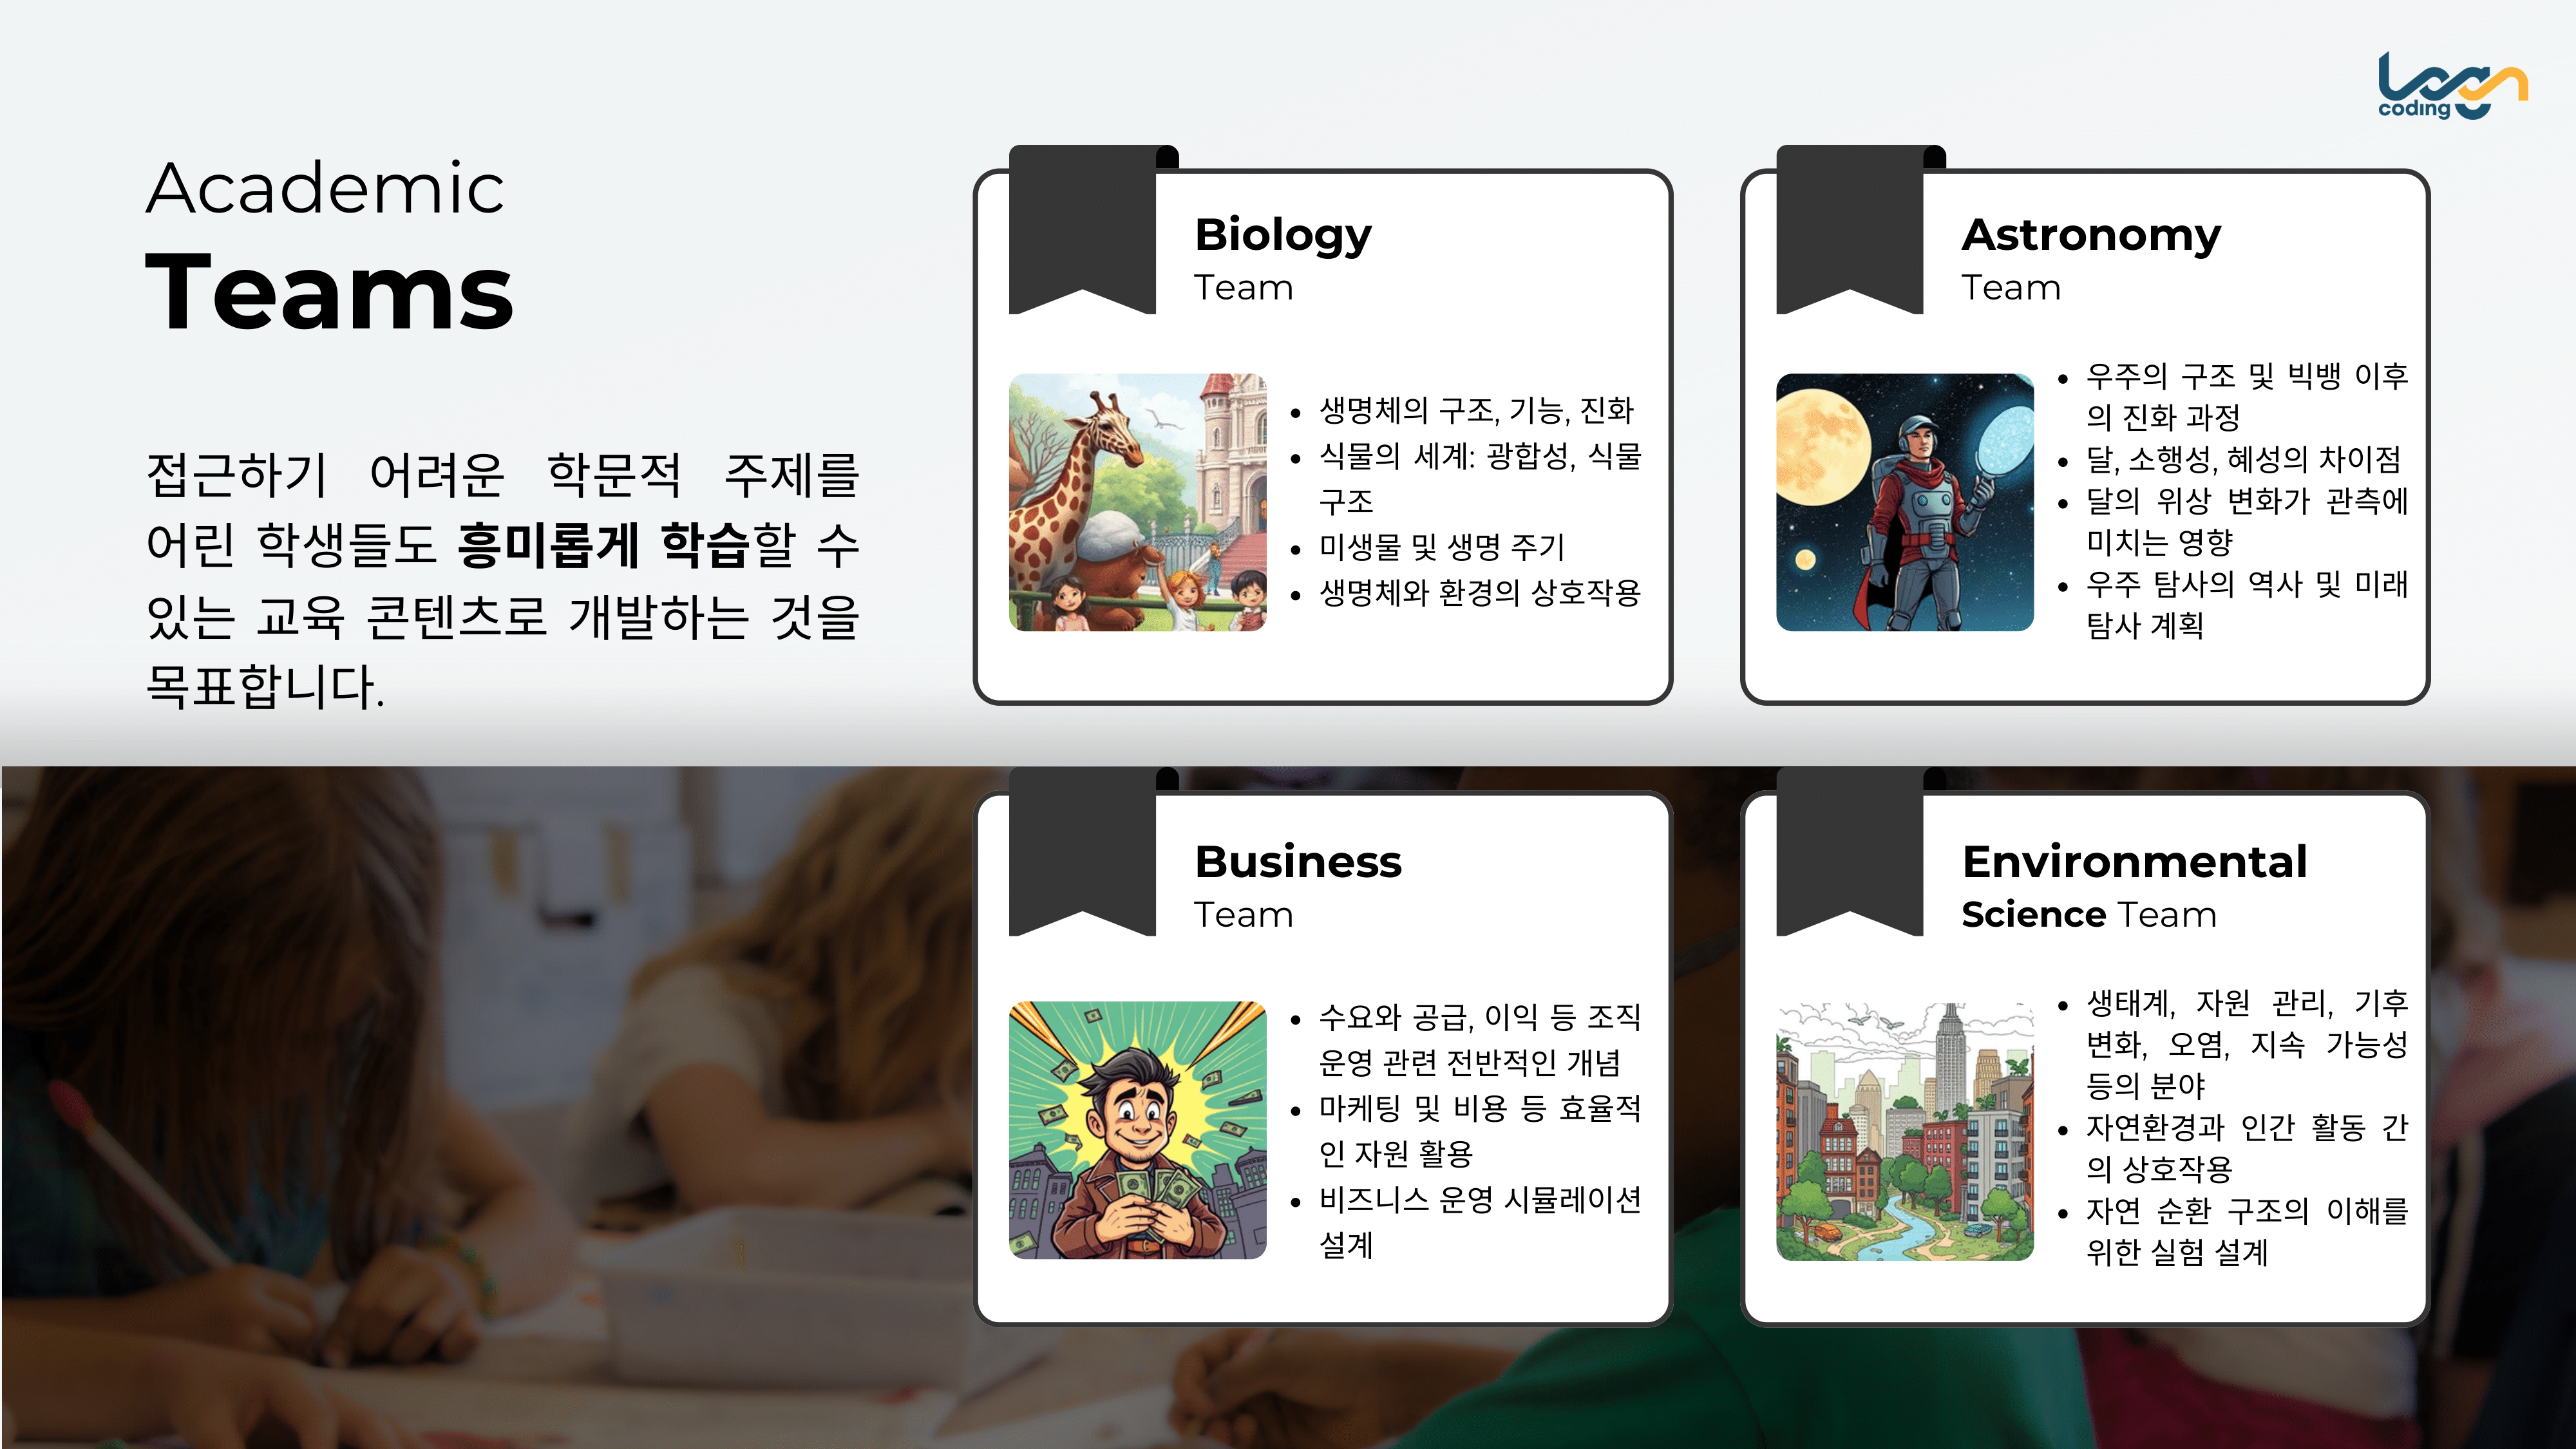 Logn
coding
Academic
Teams
접근하기 어려운 학문적 주제를
어린 학생들도 흥미롭게 학습할 수
있는 교육 콘텐츠로 개발하는 것을
목표합니다.
Biology
Team
• 생명체의 구조, 기능, 진화
• 식물의 세계: 광합성, 식물
구조
• 미생물 및 생명 주기
• 생명체와 환경의 상호작용
Astronomy
Team
• 우주의 구조 및 빅뱅 이후
의 진화 과정
• 달, 소행성, 혜성의 차이점
• 달의 위상 변화가 관측에
미치는 영향
• 우주 탐사의 역사 및 미래
탐사 계획
Business
Team
• 수요와 공급, 이익 등 조직
운영 관련 전반적인 개념
• 마케팅 및 비용 등 효율적
인 자원 활용
• 비즈니스 운영 시뮬레이션
설계
Environmental
Science Team
• 생태계, 자원 관리, 기후
변화, 오염, 지속 가능성
등의 분야
• 자연환경과 인간 활동 간
의 상호작용
• 자연 순환 구조의 이해를
위한 실험 설계